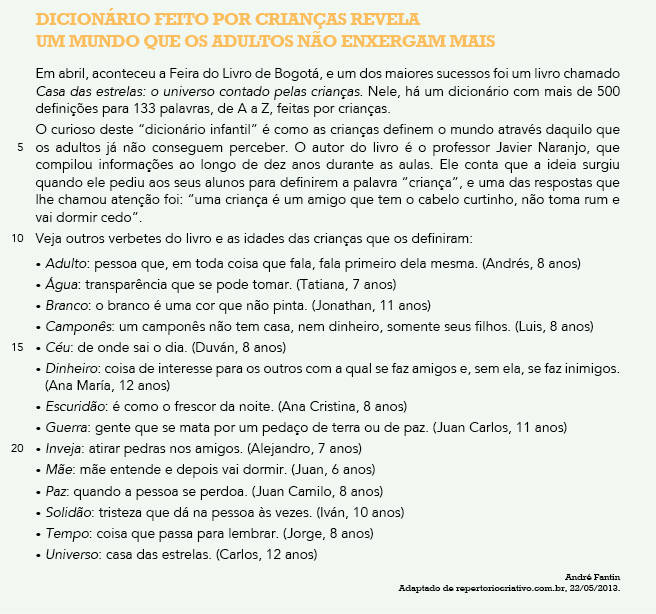 DICIONÁRIO FEITO POR CRIANÇAS REVELA
UM MUNDO QUE OS ADULTOS NÃO ENXERGAM MAIS
Em abril, aconteceu a Feira do Livro de Bogotá, e um dos maiores sucessos foi um livro chamado
Casa das estrelas: o universo contado pelas crianças. Nele, há um dicionário com mais de 500
definições para 133 palavras, de A a Z, feitas por crianças.
O curioso deste “dicionário infantil” é como as crianças definem o mundo através daquilo que
5 os adultos já não conseguem perceber. O autor do livro é o professor Javier Naranjo, que
compilou informações ao longo de dez anos durante as aulas. Ele conta que a ideia surgiu
quando ele pediu aos seus alunos para definirem a palavra “criança”, e uma das respostas que
lhe chamou atenção foi: “uma criança é um amigo que tem o cabelo curtinho, não toma rum e
vai dormir cedo”.
10 Veja outros verbetes do livro e as idades das crianças que os definiram:
• Adulto: pessoa que, em toda coisa que fala, fala primeiro dela mesma. (Andrés, 8 anos)
• Água: transparência que se pode tomar. (Tatiana, 7 anos)
• Branco: o branco é uma cor que não pinta. (Jonathan, 11 anos)
• Camponês: um camponês não tem casa, nem dinheiro, somente seus filhos. (Luis, 8 anos)
15 • Céu: de onde sai o dia. (Duván, 8 anos)
• Dinheiro: coisa de interesse para os outros com a qual se faz amigos e, sem ela, se faz inimigos.
(Ana María, 12 anos)
• Escuridão: é como o frescor da noite. (Ana Cristina, 8 anos)
• Guerra: gente que se mata por um pedaço de terra ou de paz. (Juan Carlos, 11 anos)
20 • Inveja: atirar pedras nos amigos. (Alejandro, 7 anos)
• Mãe: mãe entende e depois vai dormir. (Juan, 6 anos)
• Paz: quando a pessoa se perdoa. (Juan Camilo, 8 anos)
• Solidão: tristeza que dá na pessoa às vezes. (Iván, 10 anos)
• Tempo: coisa que passa para lembrar. (Jorge, 8 anos)
• Universo: casa das estrelas. (Carlos, 12 anos)
André Fantin
Adaptado de repertoriocriativo.com.br, 22/05/2013.